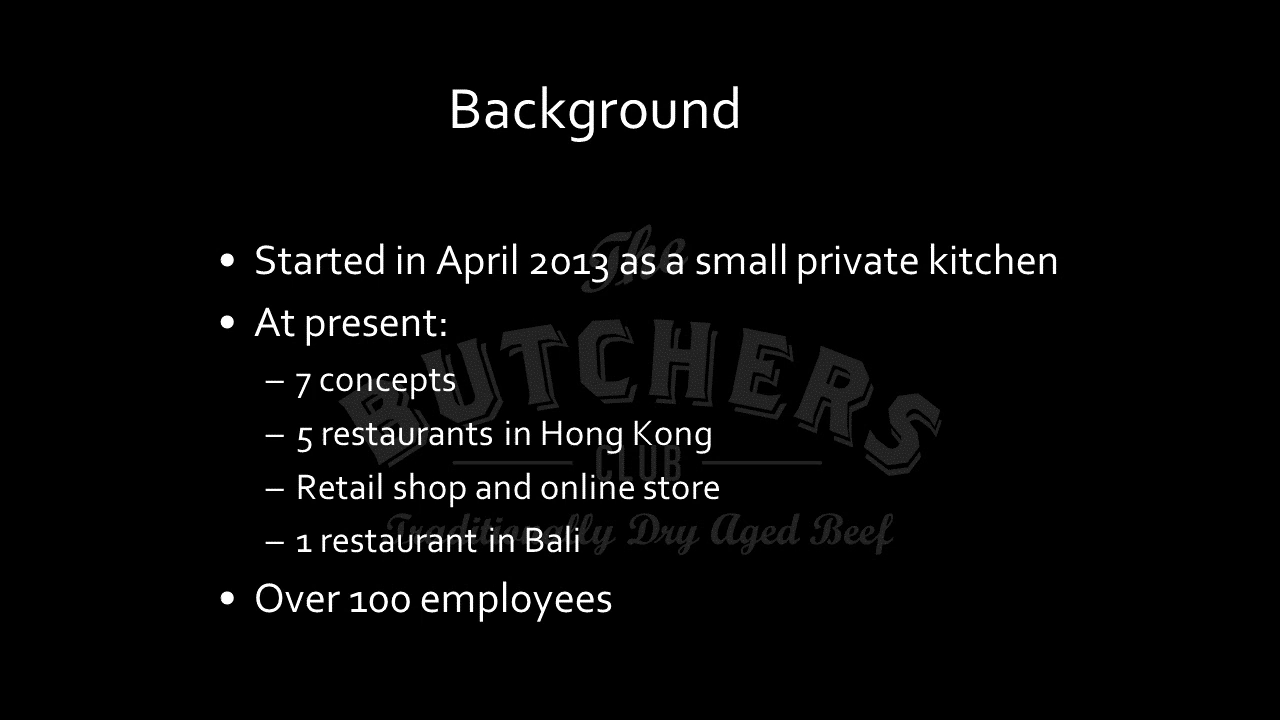 Background
• Started in April 2013 as a small private kitchen
• At present:
– 7 concepts
– 5 restaurants in Hong Kong
– Retail shop and online store
– 1 restaurant in Bali
• Over 100 employees
The
BUTCHERS
CLUB
Traditionally Dry Aged Beef